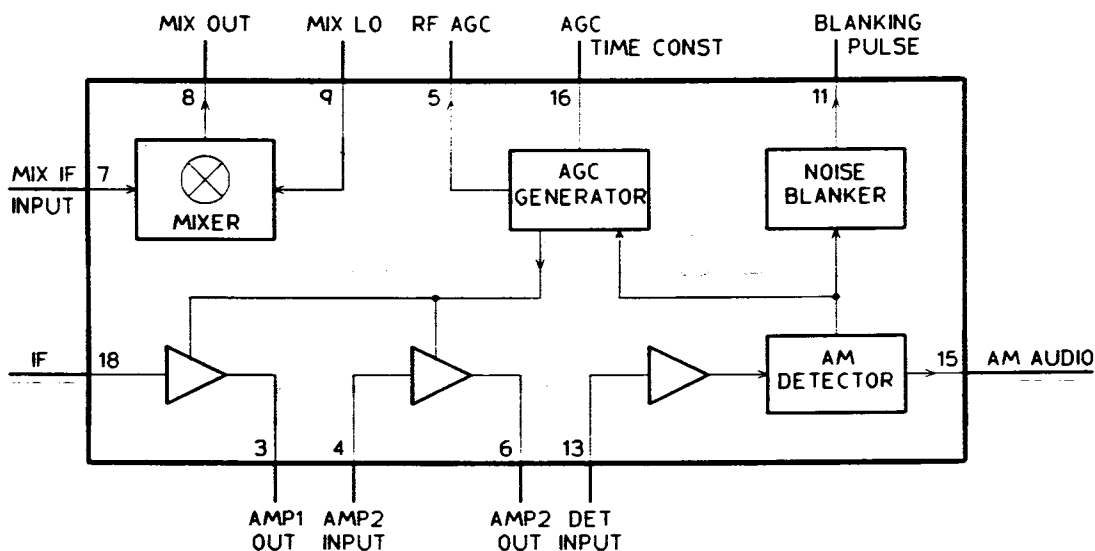 MIX OUT
MIX LO
RF AGC
AGC
TIME CONST
BLANKING
PULSE
8
9
5
16
11
MIX IF
INPUT
7
MIXER
AGC
GENERATOR
NOISE
BLANKER
IF
18
AM
DETECTOR
15
AM AUDIO
3
4
6
13
AMP1
OUT
AMP2
INPUT
AMP2
OUT
DET
INPUT